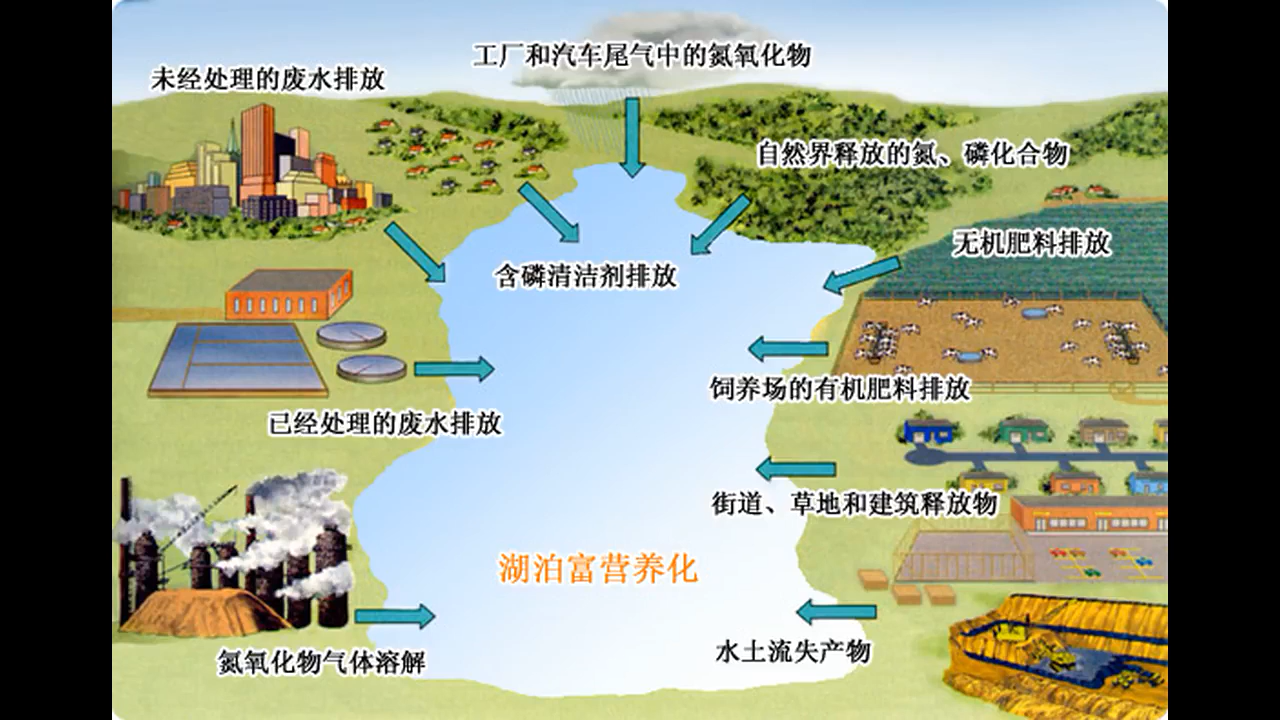 工厂和汽车尾气中的氮氧化物
未经处理的废水排放
自然界释放的氮、磷化合物
无机肥料排放
含磷清洁剂排放
饲养场的有机肥料排放
已经处理的废水排放
街道、草地和建筑释放物
湖泊富营养化
水土流失产物
氮氧化物气体溶解